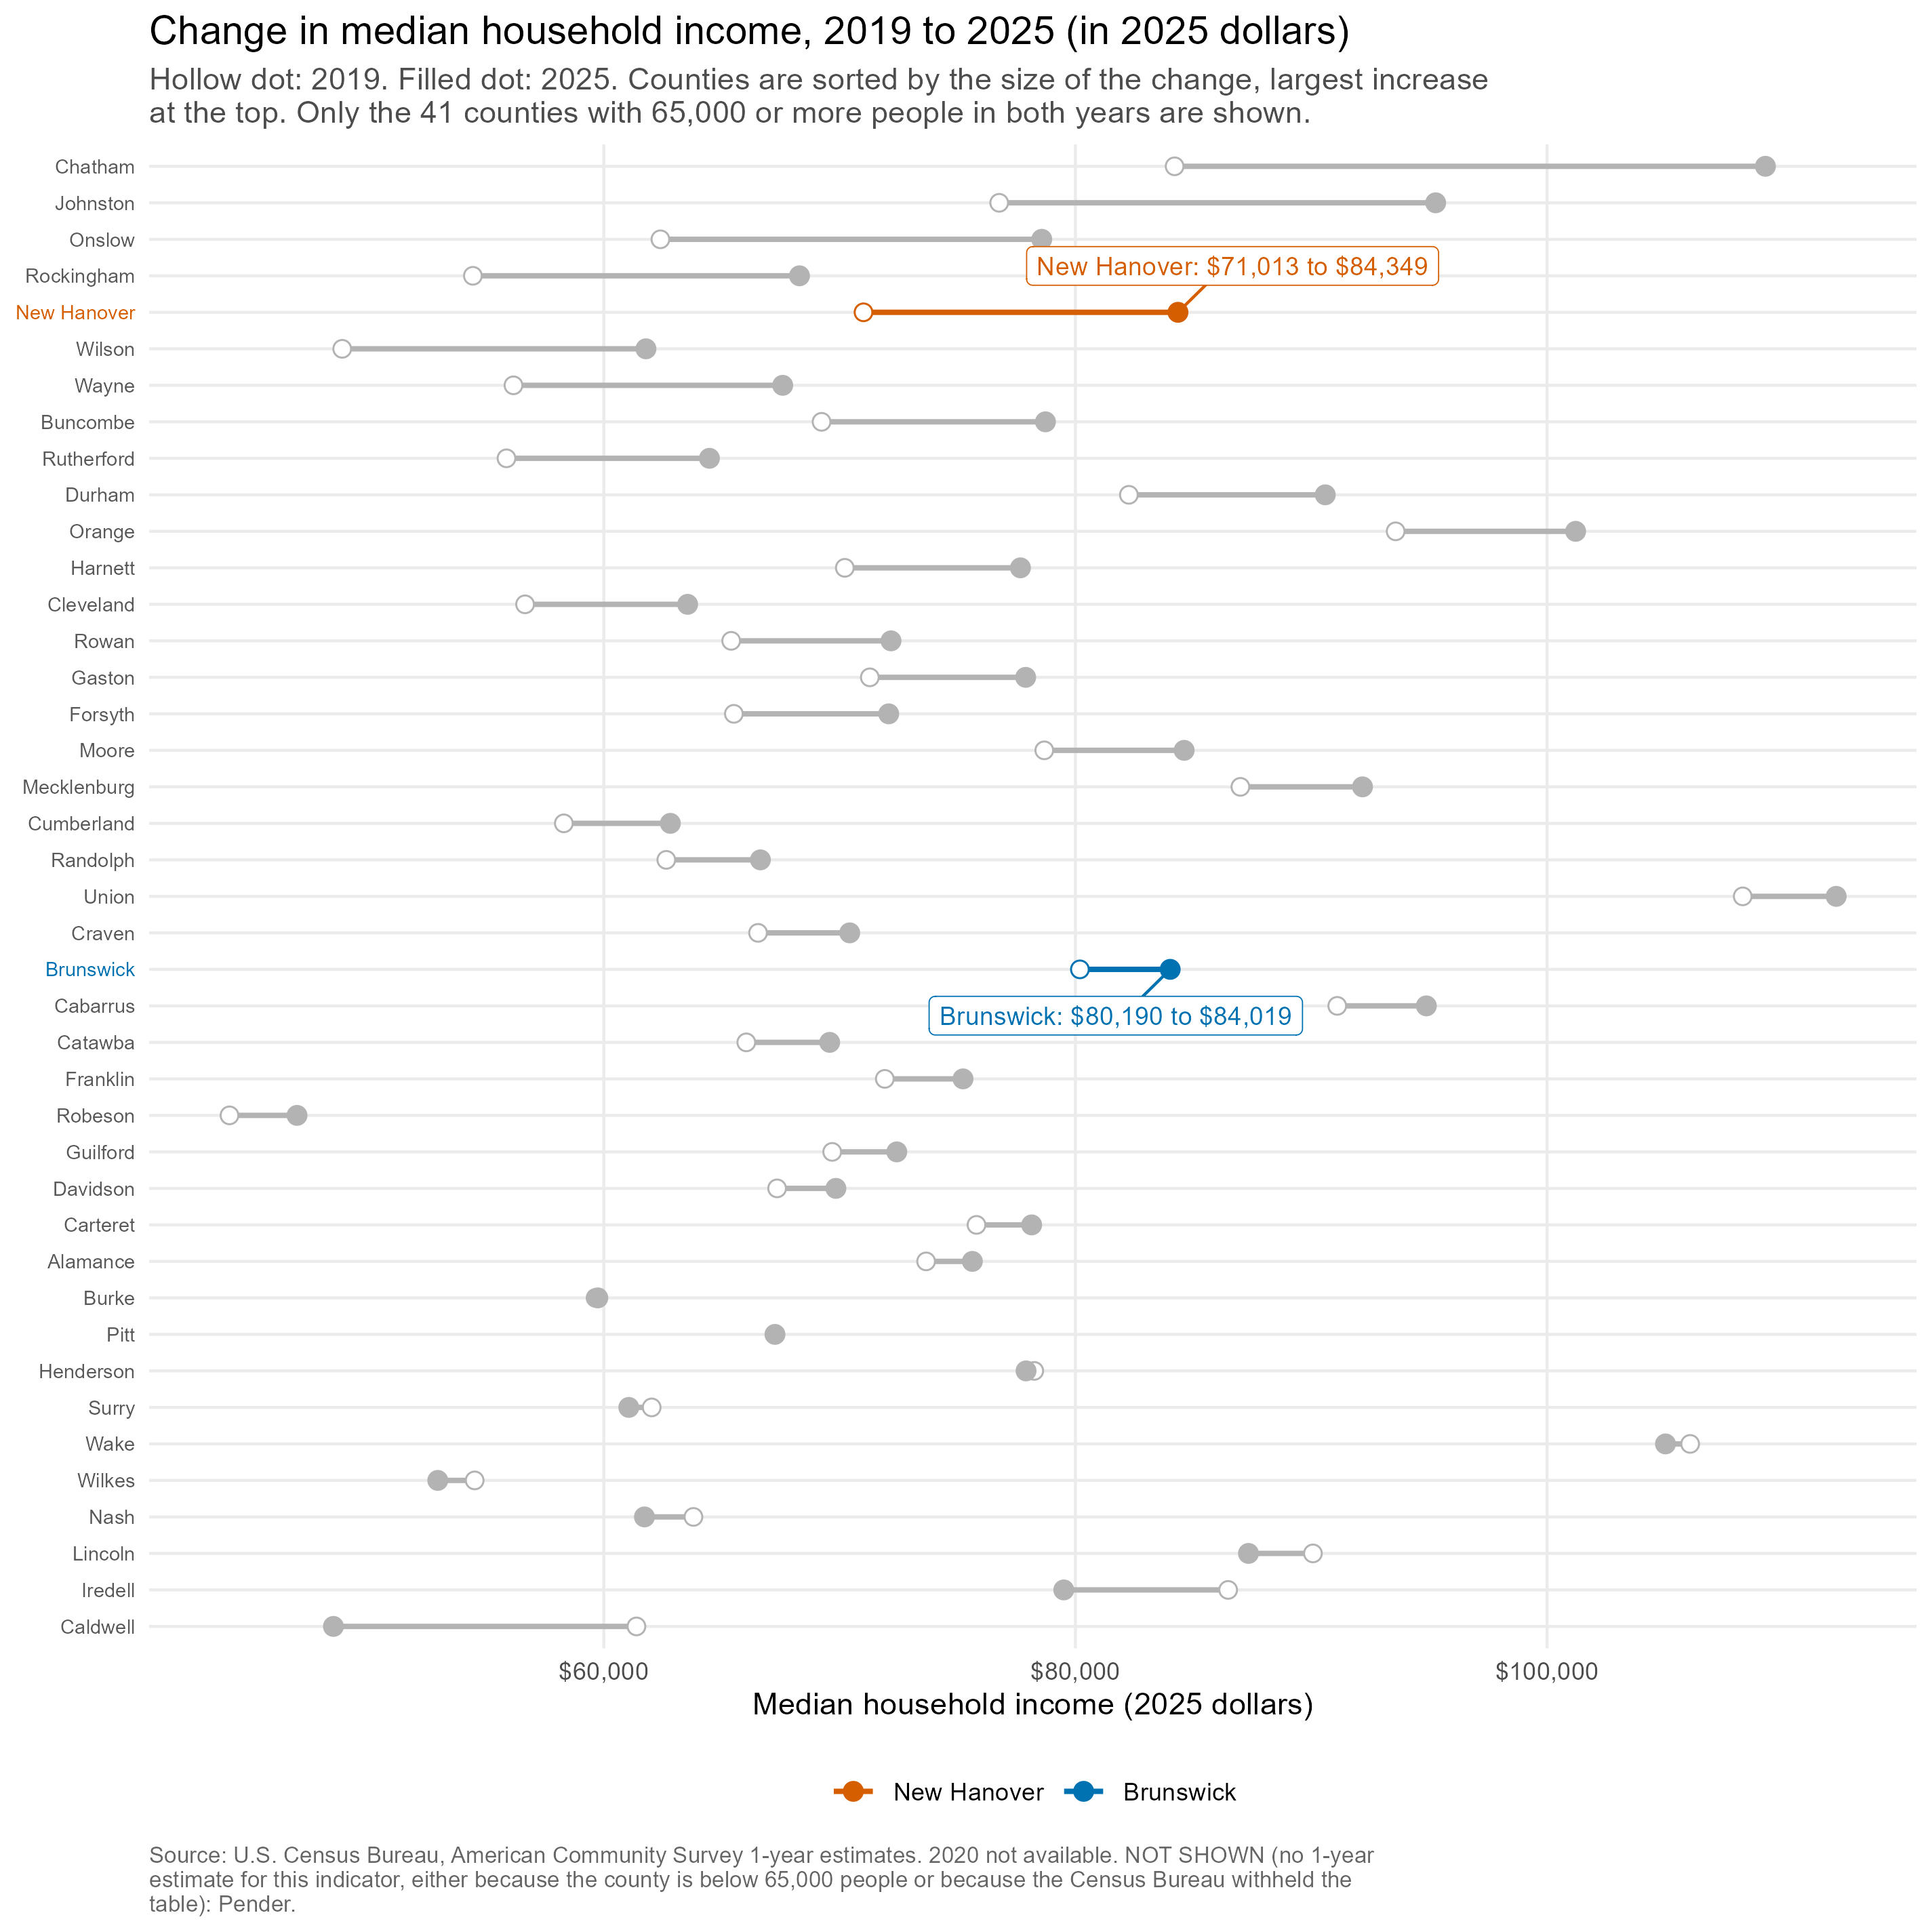 Change in median household income, 2019 to 2025 (in 2025 dollars)
Hollow dot: 2019. Filled dot: 2025. Counties are sorted by the size of the change, largest increase
at the top. Only the 41 counties with 65,000 or more people in both years are shown.
Chatham
Johnston
Onslow
Rockingham
New Hanover: $71,013 to $84,349
New Hanover
Wilson
Wayne
Buncombe
Rutherford
Durham
Orange
Harnett
Cleveland
Rowan
Gaston
Forsyth
Moore
Mecklenburg
Cumberland
Randolph
Union
Craven
Brunswick
Cabarrus
Brunswick: $80,190 to $84,019
Catawba
Franklin
Robeson
Guilford
Davidson
Carteret
Alamance
Burke
Pitt
Henderson
Surry
Wake
Wilkes
Nash
Lincoln
Iredell
Caldwell
$60,000 $80,000 $100,000
Median household income (2025 dollars)
New Hanover Brunswick
Source: U.S. Census Bureau, American Community Survey 1-year estimates. 2020 not available. NOT SHOWN (no 1-year
estimate for this indicator, either because the county is below 65,000 people or because the Census Bureau withheld the
table): Pender.